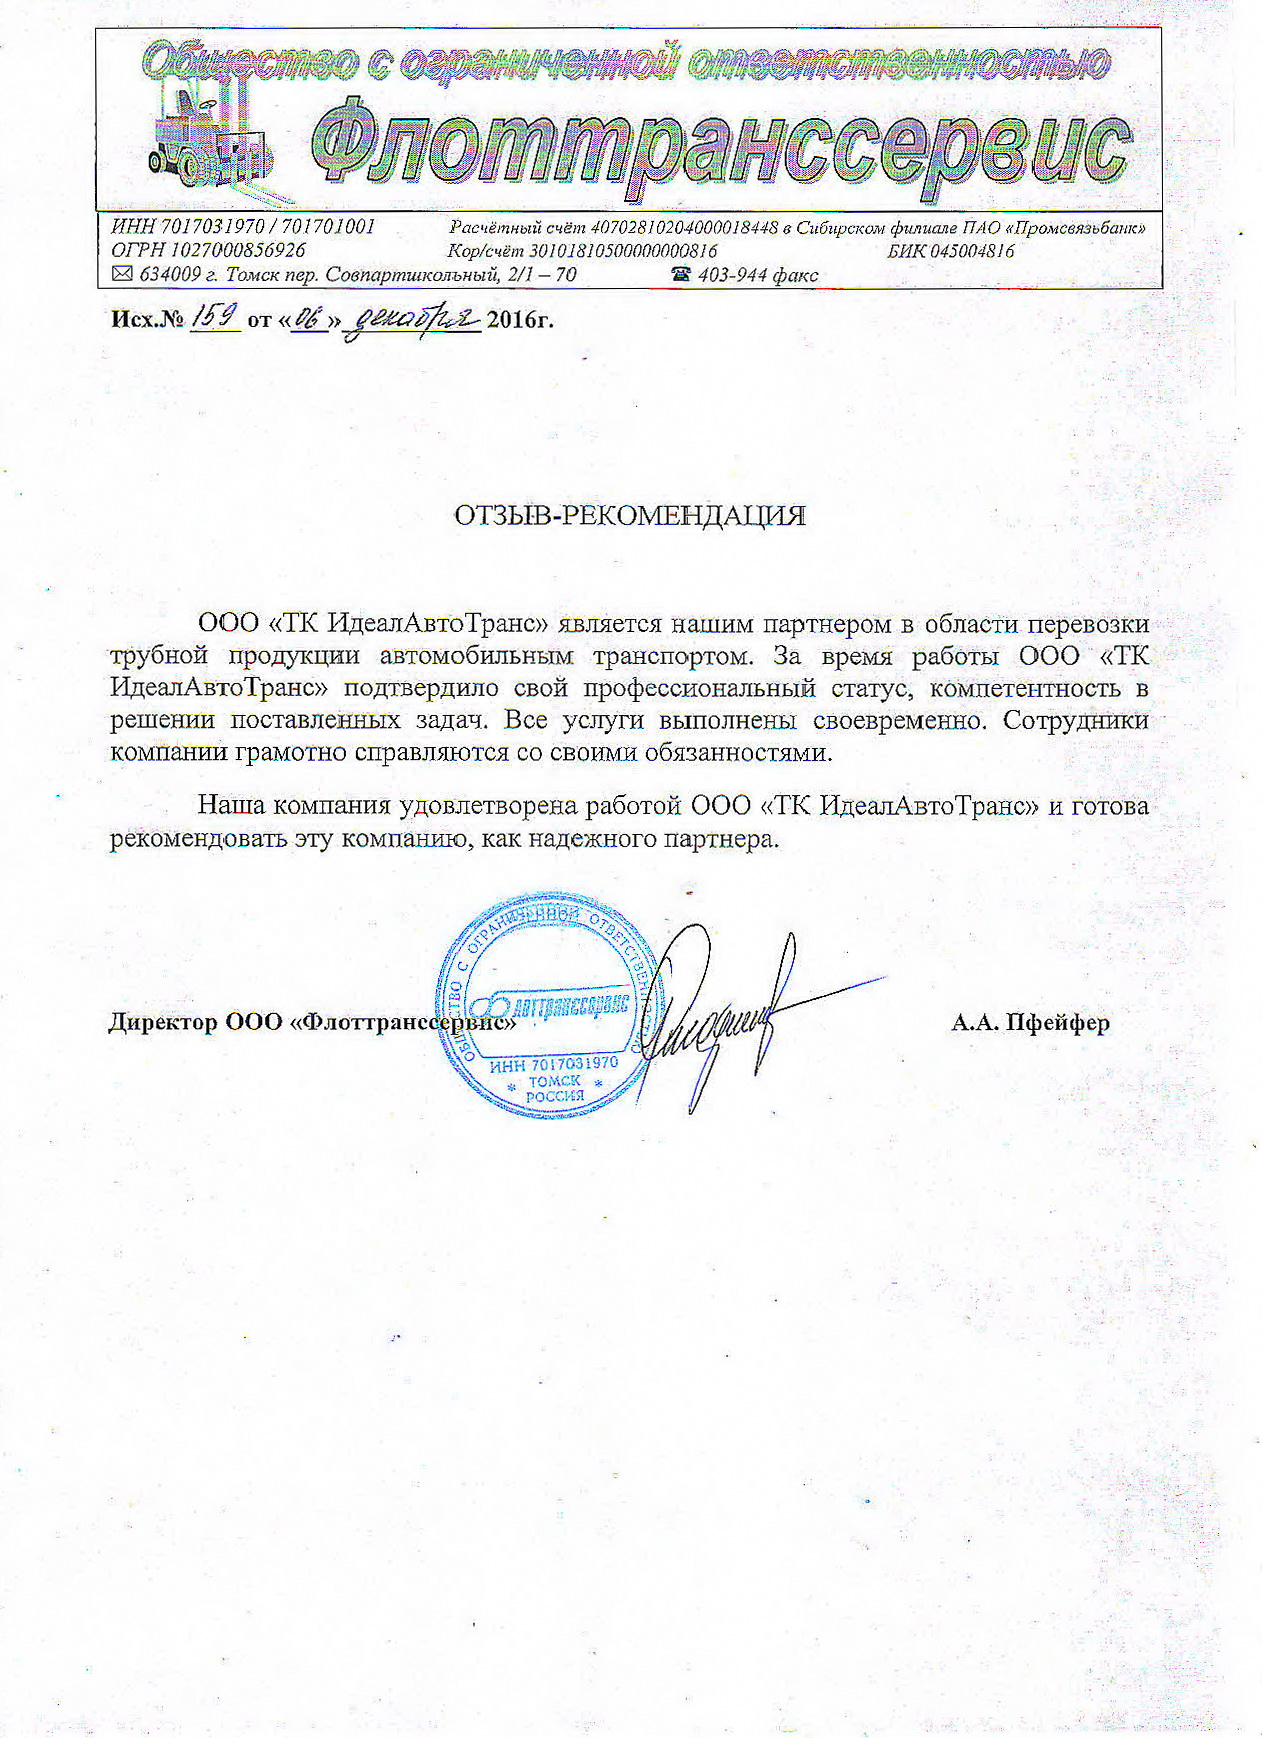 Общество с ограниченной ответственностью
Флоттранссервис
ИНН 7017031970 / 701701001 Расчётный счёт 40702810204000018448 в Сибирском филиале ПАО «Промсвязьбанк»
ОГРН 1027000856926 Кор/счёт 30101810500000000816 БИК 045004816
634009 г. Томск пер. Совпартшкольный, 2/1 – 70 403-944 факс
Исх.№ 159 от «06» декабря 2016г.
ОТЗЫВ-РЕКОМЕНДАЦИЯ
ООО «ТК ИдеалАвтоТранс» является нашим партнером в области перевозки
трубной продукции автомобильным транспортом. За время работы ООО «ТК
ИдеалАвтоТранс» подтвердило свой профессиональный статус, компетентность в
решении поставленных задач. Все услуги выполнены своевременно. Сотрудники
компании грамотно справляются со своими обязанностями.
Наша компания удовлетворена работой ООО «ТК ИдеалАвтоТранс» и готова
рекомендовать эту компанию, как надежного партнера.
Директор ООО «Флоттранссервис» А.А. Пфейфер
ОБЩЕСТВО С ОГРАНИЧЕННОЙ ОТВЕТСТВЕННОСТЬЮ
Флоттранссервис
ИНН 7017031970
* ТОМСК *
РОССИЯ